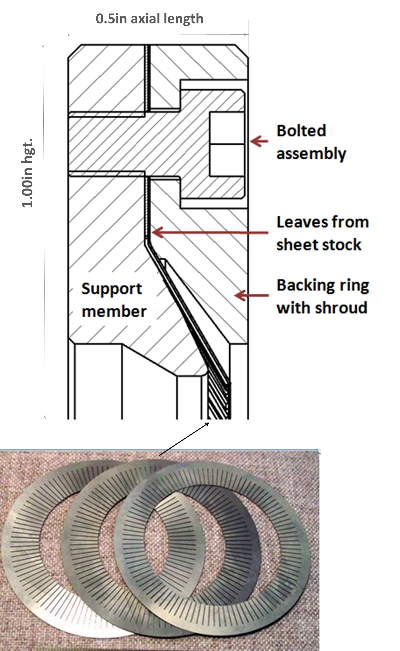 0.5in axial length
1.00in hgt.
Bolted
assembly
Leaves from
sheet stock
Support
member
Backing ring
with shroud